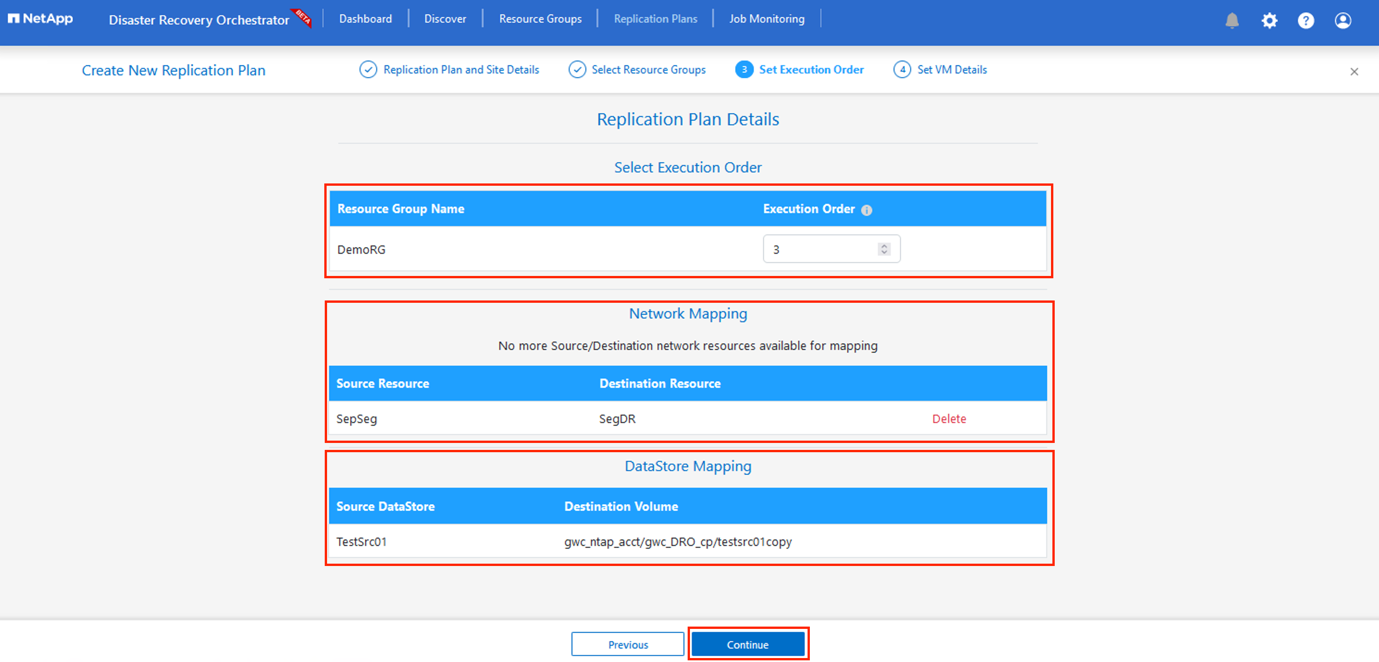 NetApp Disaster Recovery Orchestrator BETA Dashboard Discover Resource Groups Replication Plans Job Monitoring ?
Create New Replication Plan Replication Plan and Site Details Select Resource Groups 3 Set Execution Order 4 Set VM Details
Replication Plan Details
Select Execution Order
Resource Group Name Execution Order i
DemoRG 3
Network Mapping
No more Source/Destination network resources available for mapping
Source Resource Destination Resource
SepSeg SegDR Delete
DataStore Mapping
Source DataStore Destination Volume
TestSrc01 gwc_ntap_acct/gwc_DRO_cp/testsrc01copy
Previous Continue